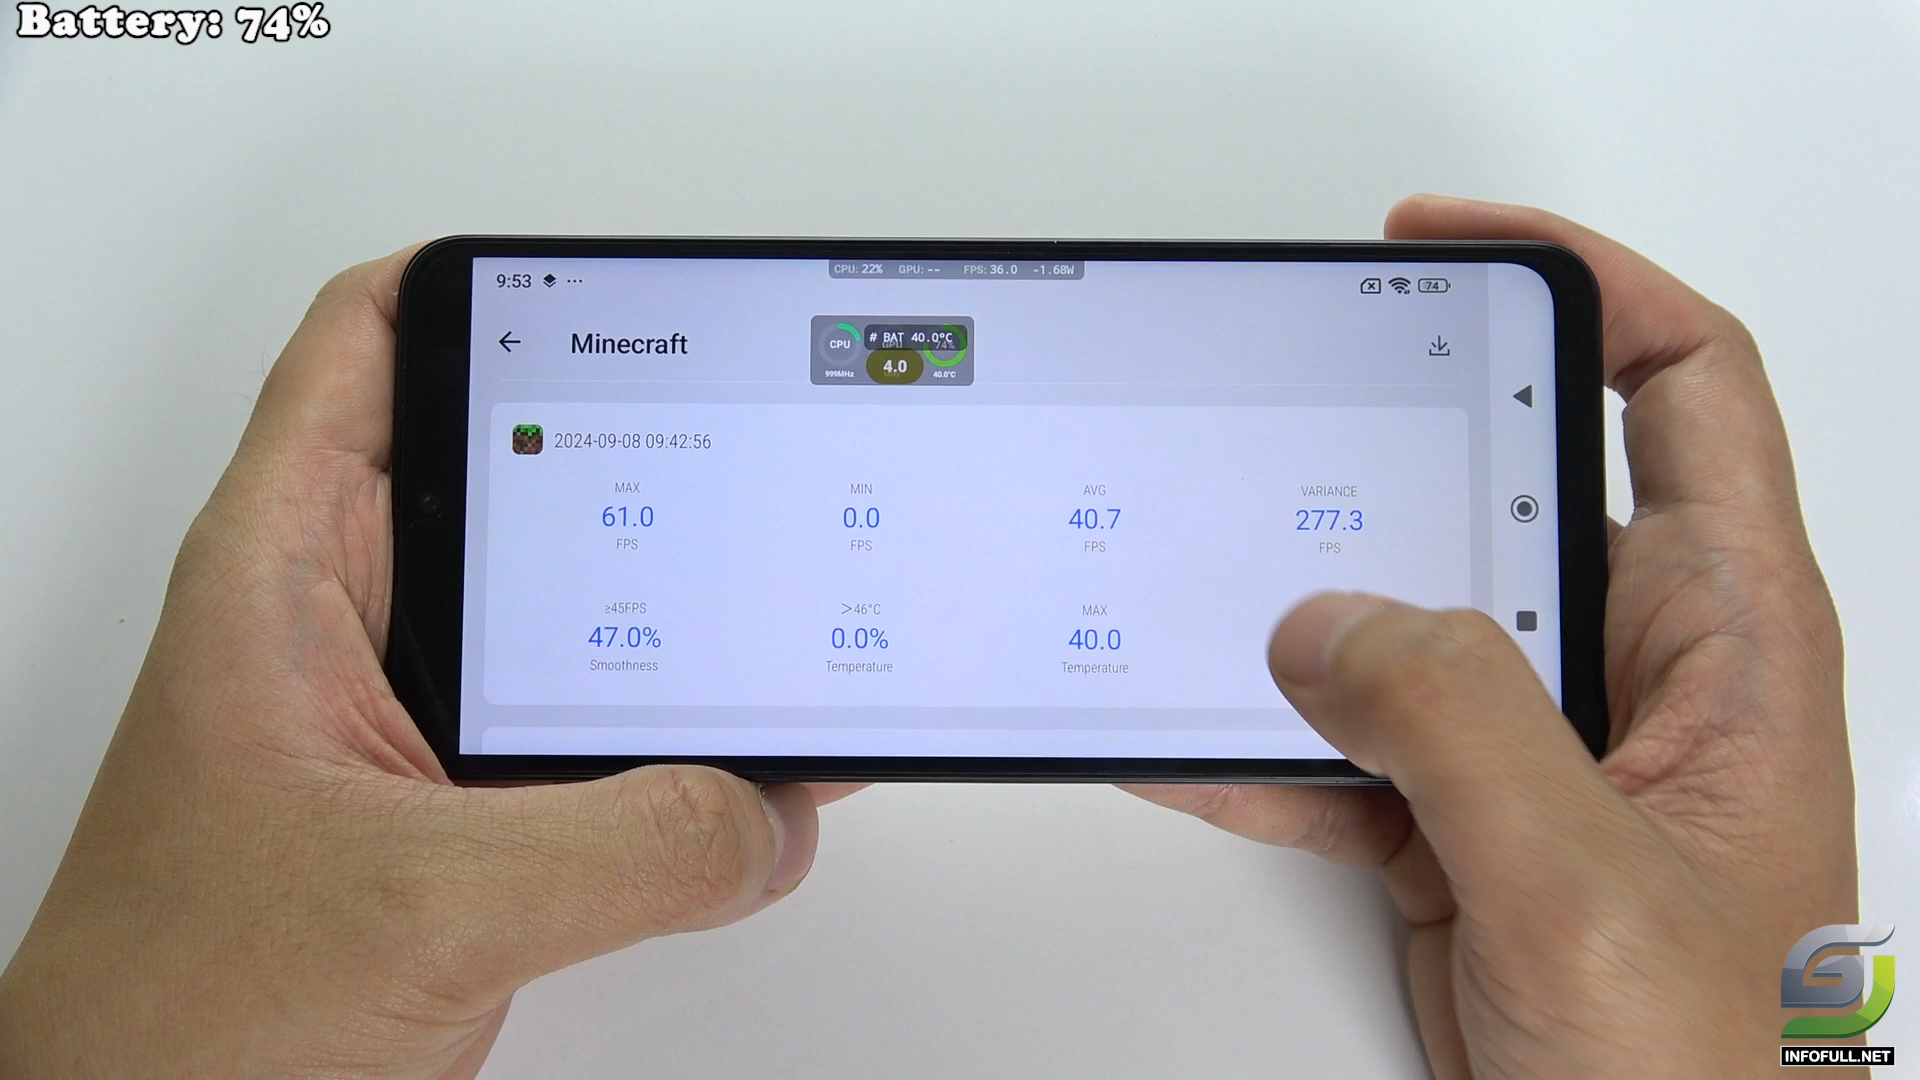 Battery: 74%
CPU: 22% GPU: -- FPS: 36.0 -1.68W
9:53 ...
74
Minecraft
CPU
999MHz
# BAT 40.0°C
GPU
74%
4.0
40.0°C
2024-09-08 09:42:56
MAX
61.0
FPS
MIN
0.0
FPS
AVG
40.7
FPS
VARIANCE
277.3
FPS
≥45FPS
47.0%
Smoothness
>46°C
0.0%
Temperature
MAX
40.0
Temperature
INFOFULL.NET